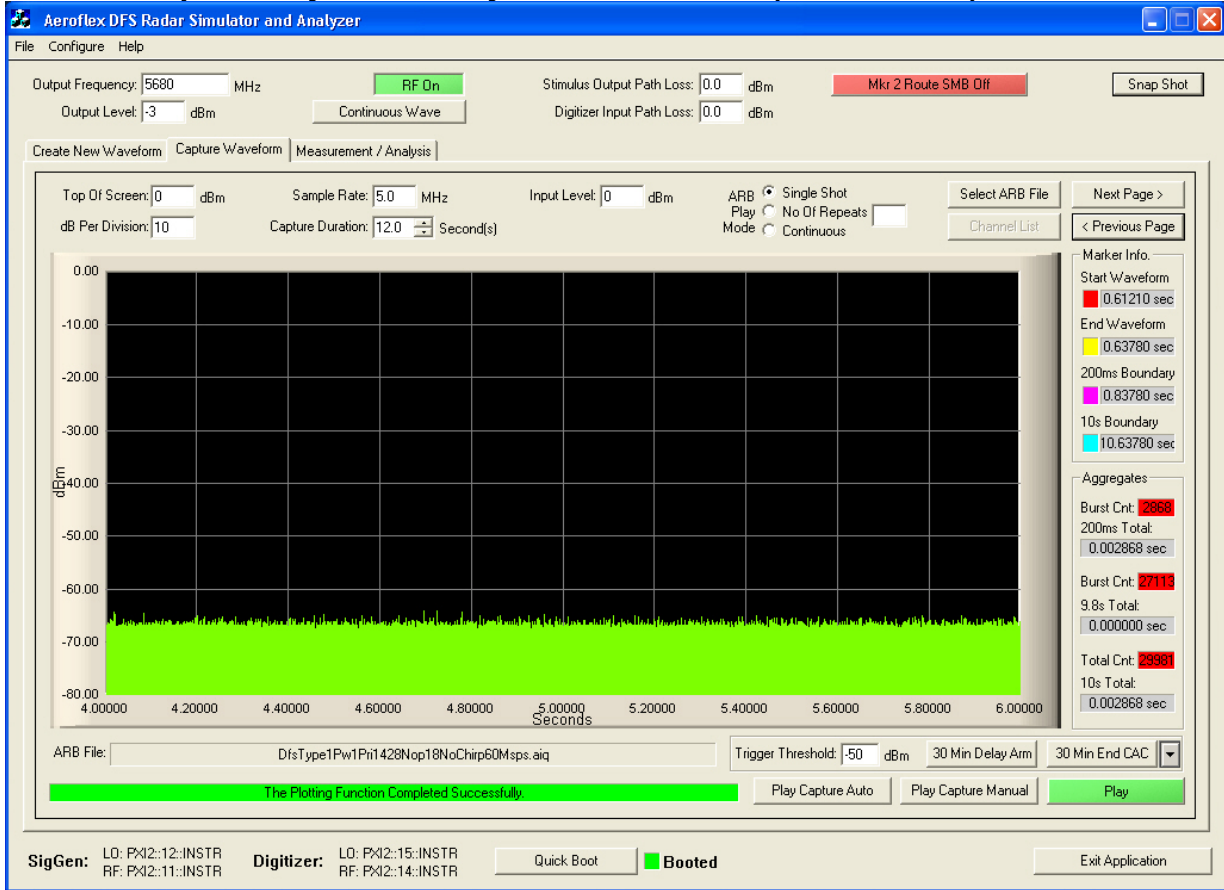 Aeroflex DFS Radar Simulator and Analyzer
File Configure Help
Output Frequency: 5680 MHz RF On Stimulus Output Path Loss: 0.0 dBm Mkr 2 Route SMB Off Snap Shot
Output Level: -3 dBm Continuous Wave Digitizer Input Path Loss: 0.0 dBm
Create New Waveform Capture Waveform Measurement / Analysis
Top Of Screen: 0 dBm Sample Rate: 5.0 MHz Input Level: 0 dBm ARB Play Mode Single Shot Select ARB File Next Page >
No Of Repeats
dB Per Division: 10 Capture Duration: 12.0 Second(s) Continuous Channel List < Previous Page
Marker Info.
Start Waveform
0.61210 sec
End Waveform
0.63780 sec
200ms Boundary
0.83780 sec
10s Boundary
10.63780 sec
Aggregates
Burst Cnt: 2868
200ms Total:
0.002868 sec
Burst Cnt: 27113
9.8s Total:
0.000000 sec
Total Cnt: 29981
10s Total:
0.002868 sec
0.00
-10.00
-20.00
-30.00
-40.00
-50.00
-60.00
-70.00
-80.00
dBm
4.00000 4.20000 4.40000 4.60000 4.80000 5.00000 5.20000 5.40000 5.60000 5.80000 6.00000
Seconds
ARB File: DfsType1Pw1Pri1428Nop18NoChirp60Msps.aiq Trigger Threshold: -50 dBm 30 Min Delay Arm 30 Min End CAC
The Plotting Function Completed Successfully. Play Capture Auto Play Capture Manual Play
SigGen: LO: PXI2::12::INSTR Digitizer: LO: PXI2::15::INSTR Quick Boot Booted Exit Application
RF: PXI2::11::INSTR RF: PXI2::14::INSTR